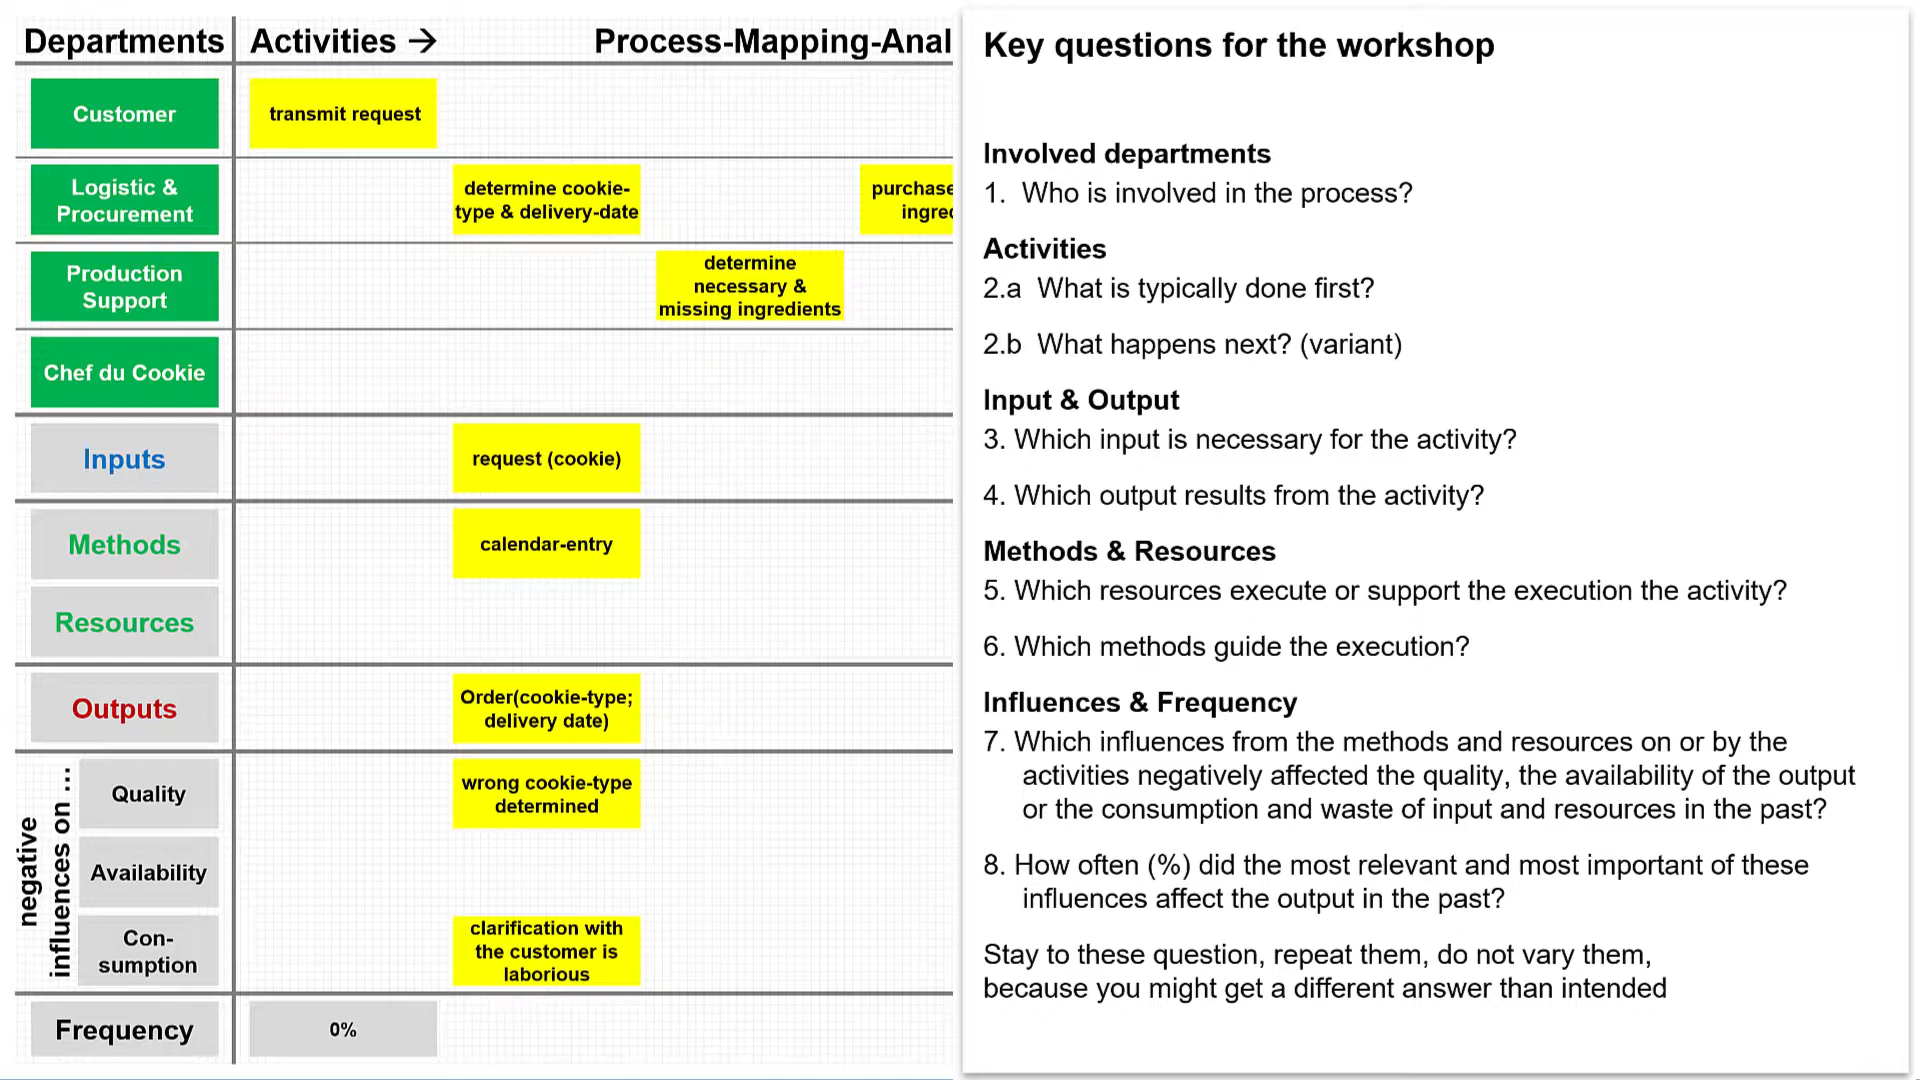 Departments
Activities →
Process-Mapping-Anal
Customer
transmit request
Logistic &
Procurement
determine cookie-
type & delivery-date
purchase
ingred
Production
Support
determine
necessary &
missing ingredients
Chef du Cookie
Inputs
request (cookie)
Methods
calendar-entry
Resources
Outputs
Order(cookie-type;
delivery date)
negative
influences on ...
Quality
wrong cookie-type
determined
Availability
Con-
sumption
clarification with
the customer is
laborious
Frequency
0%
Key questions for the workshop
Involved departments
1. Who is involved in the process?
Activities
2.a What is typically done first?
2.b What happens next? (variant)
Input & Output
3. Which input is necessary for the activity?
4. Which output results from the activity?
Methods & Resources
5. Which resources execute or support the execution the activity?
6. Which methods guide the execution?
Influences & Frequency
7. Which influences from the methods and resources on or by the
activities negatively affected the quality, the availability of the output
or the consumption and waste of input and resources in the past?
8. How often (%) did the most relevant and most important of these
influences affect the output in the past?
Stay to these question, repeat them, do not vary them,
because you might get a different answer than intended